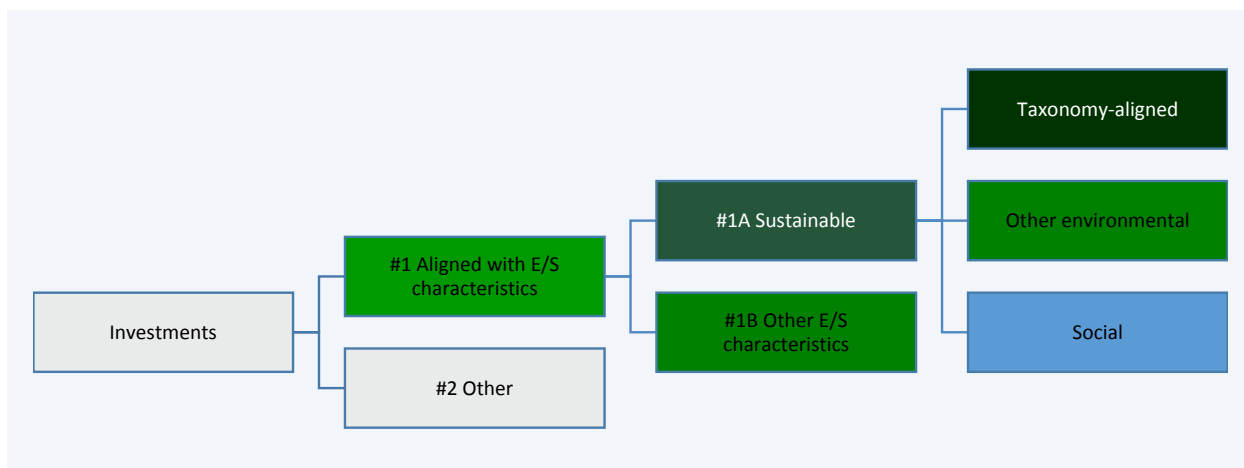 Investments
#1 Aligned with E/S
characteristics
#2 Other
#1A Sustainable
#1B Other E/S
characteristics
Taxonomy-aligned
Other environmental
Social